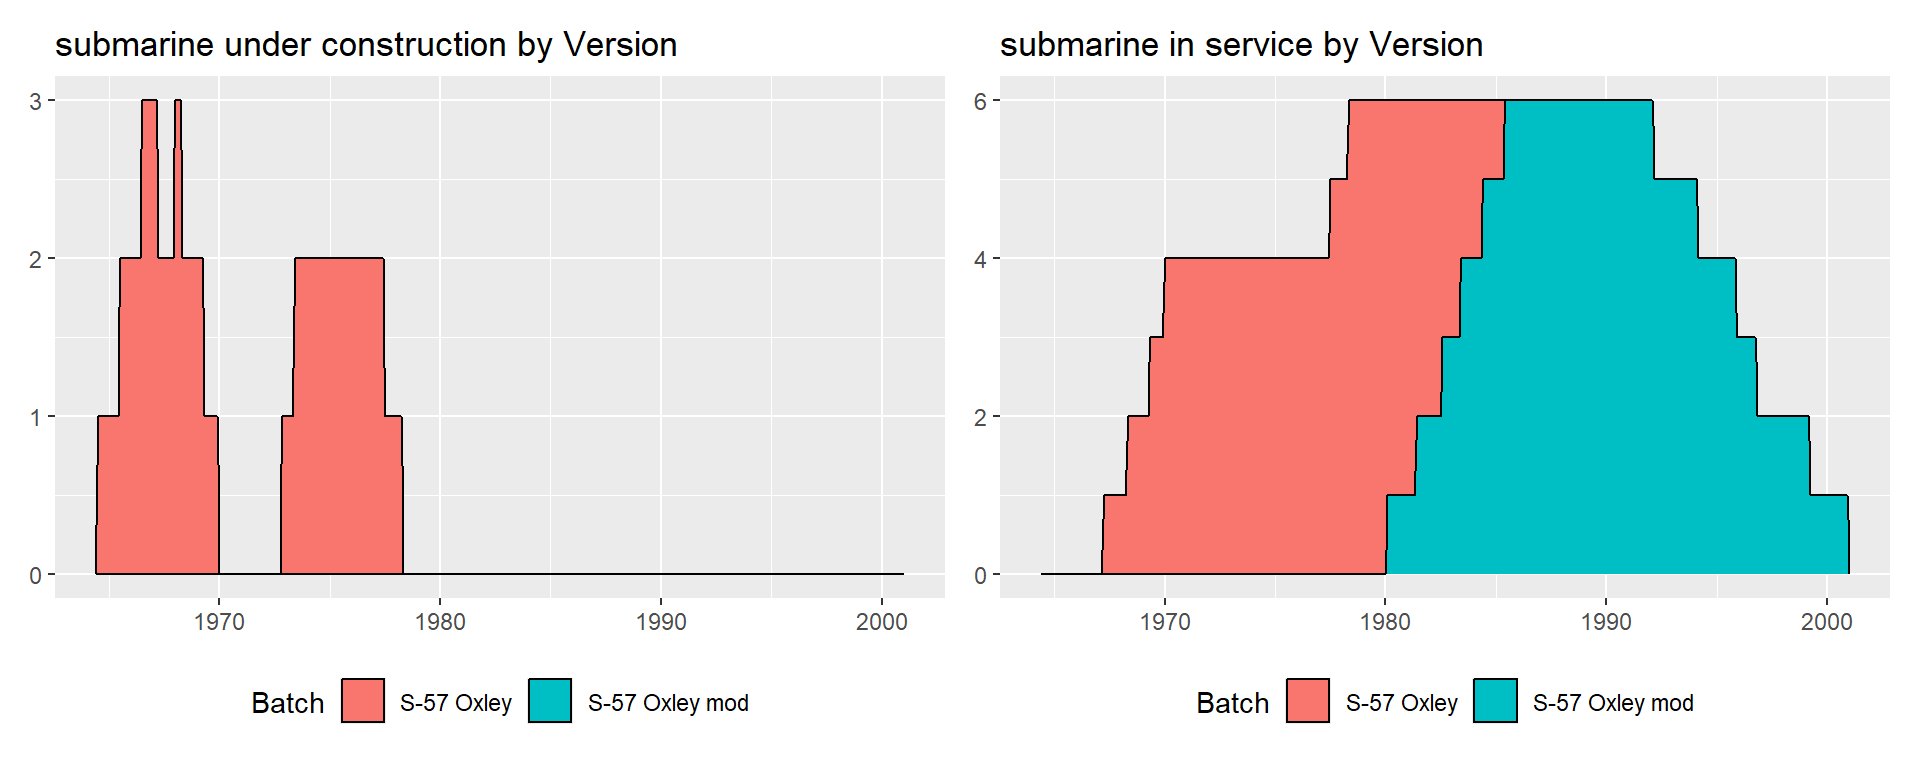 submarine under construction by Version
3
2
1
0
1970 1980 1990 2000
Batch S-57 Oxley S-57 Oxley mod
submarine in service by Version
6
4
2
0
1970 1980 1990 2000
Batch S-57 Oxley S-57 Oxley mod